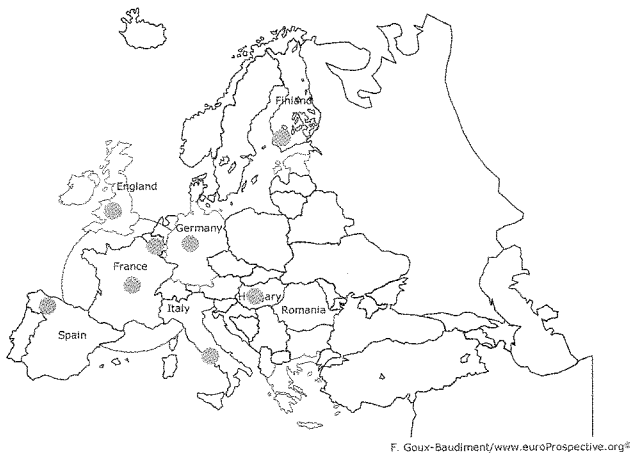 Finland
England
Germany
France
Hungary
Italy
Romania
Spain
F. Goux-Baudiment/www.euroProspective.org©